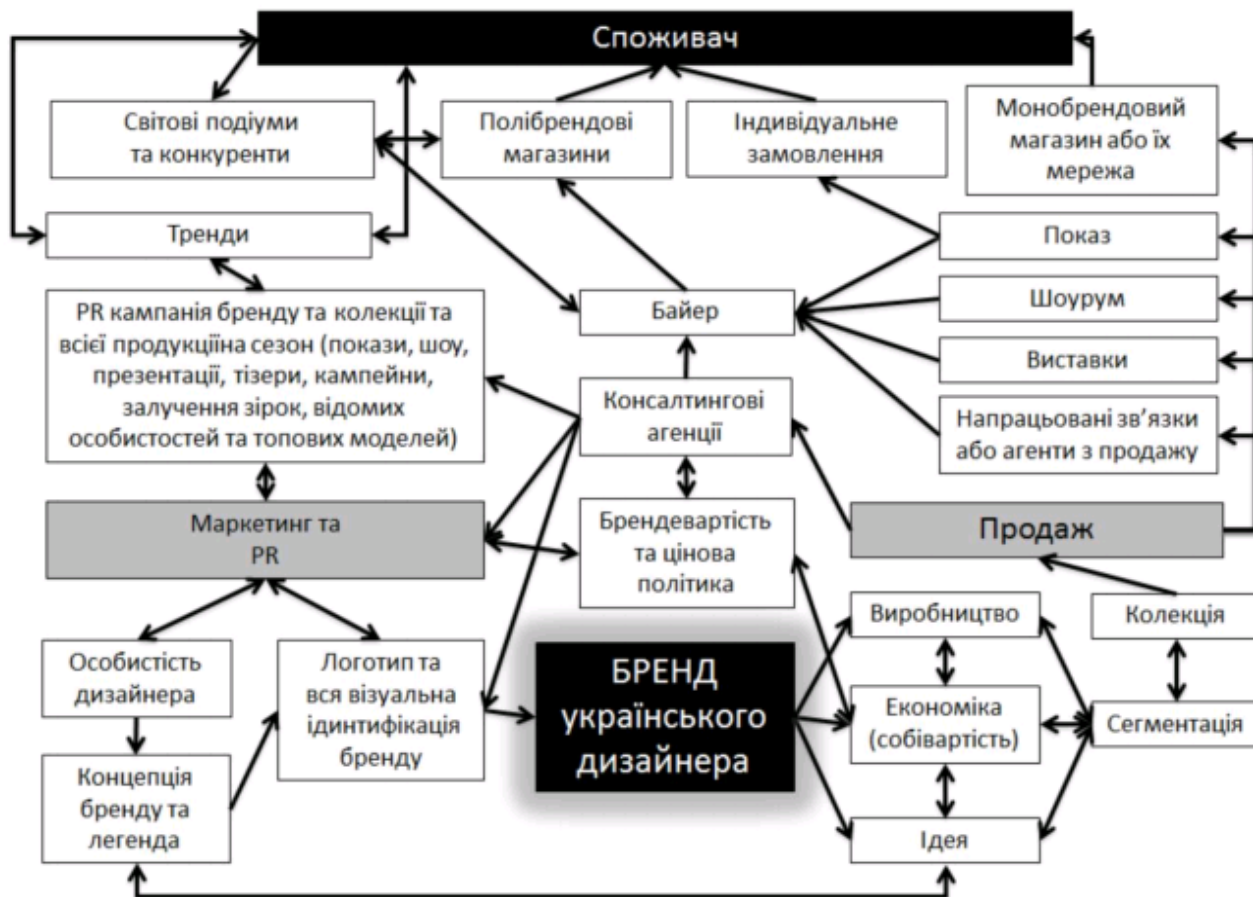 Споживач
Світові подіуми
та конкуренти
Полібрендові
магазини
Індивідуальне
замовлення
Монобрендовий
магазин або їх
мережа
Тренди
Показ
PR кампанія бренду та колекції та
всієї продукціїна сезон (покази, шоу,
презентації, тізери, кампейни,
залучення зірок, відомих
особистостей та топових моделей)
Байер
Шоурум
Виставки
Консалтингові
агенції
Напрацьовані зв’язки
або агенти з продажу
Маркетинг та
PR
Брендевартість
та цінова
політика
Продаж
Виробництво
Колекція
Особистість
дизайнера
Логотип та
вся візуальна
ідинтифікація
бренду
БРЕНД
українського
дизайнера
Економіка
(собівартість)
Сегментація
Концепція
бренду та
легенда
Ідея